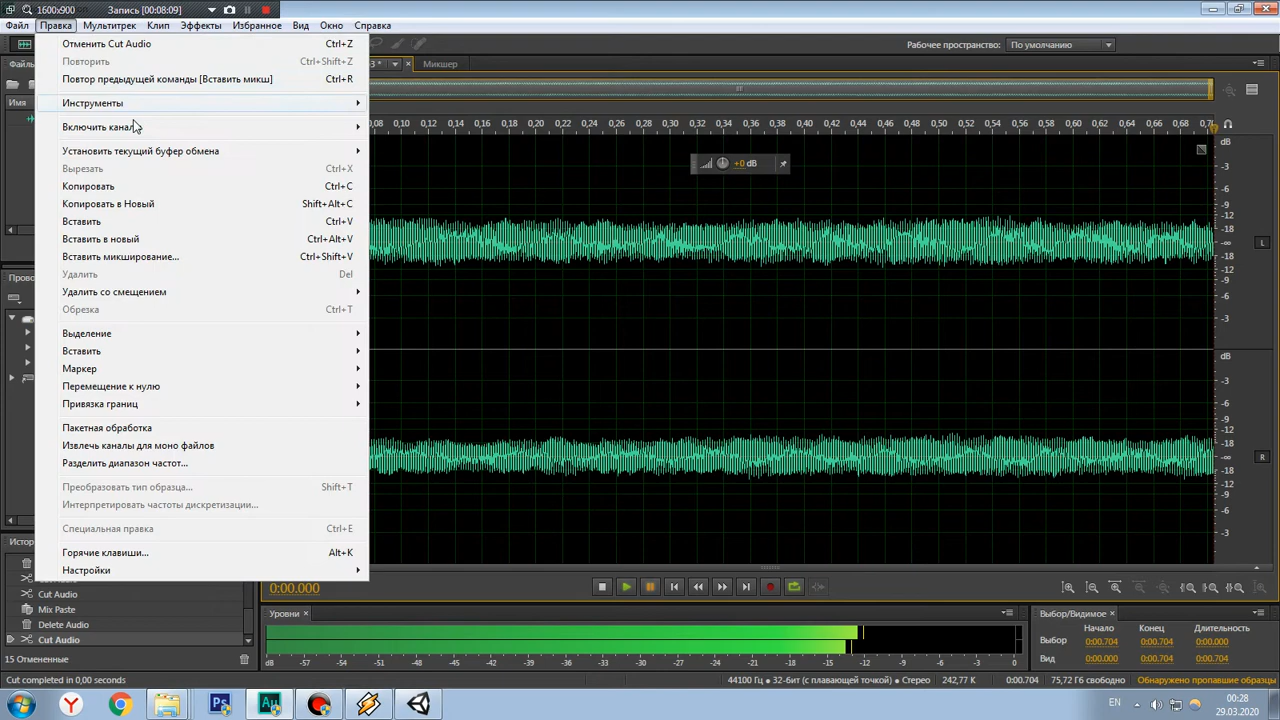 1600x900 Запись [00:08:09]
Файл Правка Мультитрек Клип Эффекты Избранное Вид Окно Справка
Отменить Cut Audio Ctrl+Z
Рабочее пространство: По умолчанию
Повторить Ctrl+Shift+Z
Файлы 3 * Микшер
Повтор предыдущей команды [Вставить микш] Ctrl+R
Имя Инструменты
0,08 0,10 0,12 0,14 0,16 0,18 0,20 0,22 0,24 0,26 0,28 0,30 0,32 0,34 0,36 0,38 0,40 0,42 0,44 0,46 0,48 0,50 0,52 0,54 0,56 0,58 0,60 0,62 0,64 0,66 0,68 0,7
Включить канал
dB
Установить текущий буфер обмена
+0 dB
Вырезать Ctrl+X
-3
Копировать Ctrl+C
-6
Копировать в Новый Shift+Alt+C
-9
Вставить Ctrl+V
-12
Вставить в новый Ctrl+Alt+V
-∞ L
Вставить микширование... Ctrl+Shift+V
-18
Удалить Del
-12
-9
Пров
Удалить со смещением
-6
Обрезка Ctrl+T
-3
Выделение
Вставить
dB
Маркер
-3
Перемещение к нулю
Привязка границ
-6
-9
Пакетная обработка
-12
Извлечь каналы для моно файлов
-18
Разделить диапазон частот...
-∞ R
-18
Преобразовать тип образца... Shift+T
-12
-9
Интерпретировать частоты дискретизации...
-6
Специальная правка Ctrl+E
-3
Истор
Горячие клавиши... Alt+K
Настройки
0:00.000
Cut Audio
Mix Paste
Уровни Выбор/Видимое
Delete Audio
Начало Конец Длительность
Cut Audio
Выбор 0:00.704 0:00.704 0:00.000
15 Отмененные
Вид 0:00.000 0:00.704 0:00.704
dB -57 -54 -51 -48 -45 -42 -39 -36 -33 -30 -27 -24 -21 -18 -15 -12 -9 -6 -3 0
Cut completed in 0,00 seconds
44100 Гц • 32-бит (с плавающей точкой) • Стерео 242,77 K 0:00.704 75,72 Гб свободно Обнаружено пропавшие образцы
Ps Au
EN 00:28
29.03.2020